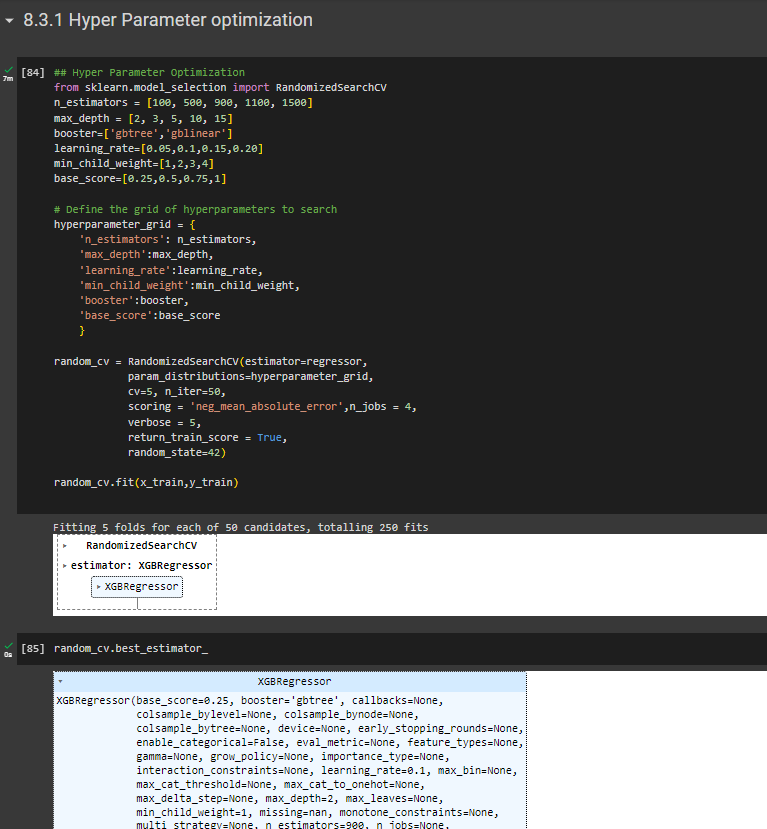 8.3.1 Hyper Parameter optimization
7m
[84] ## Hyper Parameter Optimization
from sklearn.model_selection import RandomizedSearchCV
n_estimators = [100, 500, 900, 1100, 1500]
max_depth = [2, 3, 5, 10, 15]
booster=['gbtree','gblinear']
learning_rate=[0.05,0.1,0.15,0.20]
min_child_weight=[1,2,3,4]
base_score=[0.25,0.5,0.75,1]
# Define the grid of hyperparameters to search
hyperparameter_grid = {
'n_estimators': n_estimators,
'max_depth':max_depth,
'learning_rate':learning_rate,
'min_child_weight':min_child_weight,
'booster':booster,
'base_score':base_score
}
random_cv = RandomizedSearchCV(estimator=regressor,
param_distributions=hyperparameter_grid,
cv=5, n_iter=50,
scoring = 'neg_mean_absolute_error',n_jobs = 4,
verbose = 5,
return_train_score = True,
random_state=42)
random_cv.fit(x_train,y_train)
Fitting 5 folds for each of 50 candidates, totalling 250 fits
RandomizedSearchCV
estimator: XGBRegressor
XGBRegressor
0s
[85] random_cv.best_estimator_
XGBRegressor
XGBRegressor(base_score=0.25, booster='gbtree', callbacks=None,
colsample_bylevel=None, colsample_bynode=None,
colsample_bytree=None, device=None, early_stopping_rounds=None,
enable_categorical=False, eval_metric=None, feature_types=None,
gamma=None, grow_policy=None, importance_type=None,
interaction_constraints=None, learning_rate=0.1, max_bin=None,
max_cat_threshold=None, max_cat_to_onehot=None,
max_delta_step=None, max_depth=2, max_leaves=None,
min_child_weight=1, missing=nan, monotone_constraints=None,
multi_strategy=None, n_estimators=900, n_jobs=None,